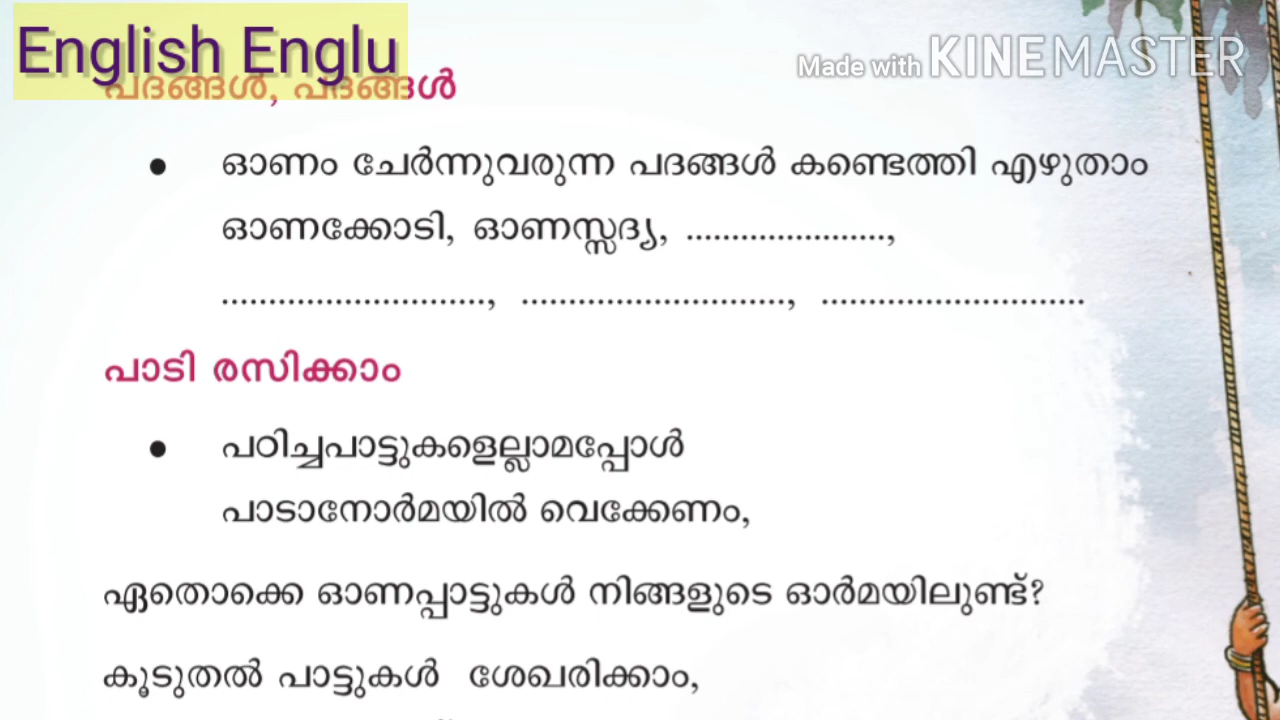 English Englu
Made with KINEMASTER
പദങ്ങൾ, പദങ്ങൾ
• ഓണം ചേർന്നുവരുന്ന പദങ്ങൾ കണ്ടെത്തി എഴുതാം
ഓണക്കോടി, ഓണസ്സദ്യ, ......................,
............................, ............................, ............................
പാടി രസിക്കാം
• പഠിച്ചപാട്ടുകളെല്ലാമപ്പോൾ
പാടാനോർമയിൽ വെക്കേണം,
ഏതൊക്കെ ഓണപ്പാട്ടുകൾ നിങ്ങളുടെ ഓർമയിലുണ്ട്?
കൂടുതൽ പാട്ടുകൾ ശേഖരിക്കാം,